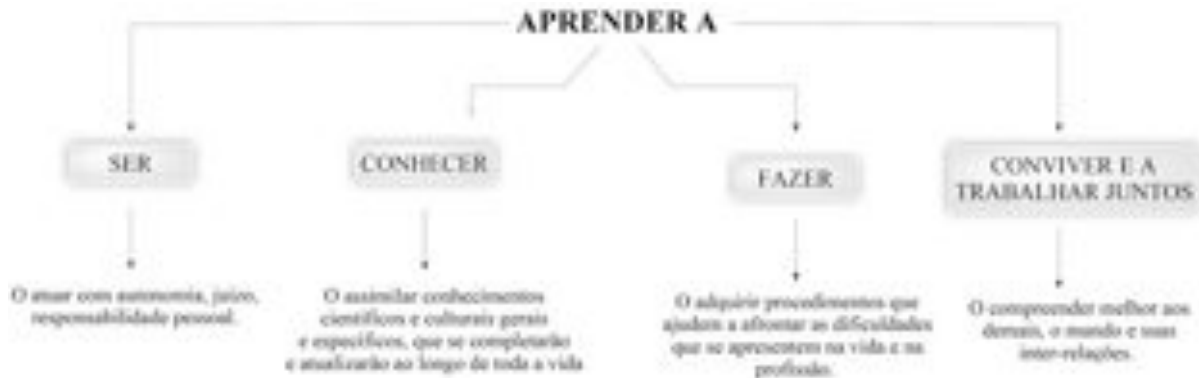 APRENDER A
SER
O atuar com autonomia, juízo,
responsabilidade pessoal.
CONHECER
O assimilar conhecimentos
científicos e culturais gerais
e específicos, que se completarão
e atualizarão ao longo de toda a vida
FAZER
O adquirir procedimentos que
ajudem a afrontar as dificuldades
que se apresentem na vida e na
profissão.
CONVIVER E A
TRABALHAR JUNTOS
O compreender melhor aos
demais, o mundo e suas
inter-relações.